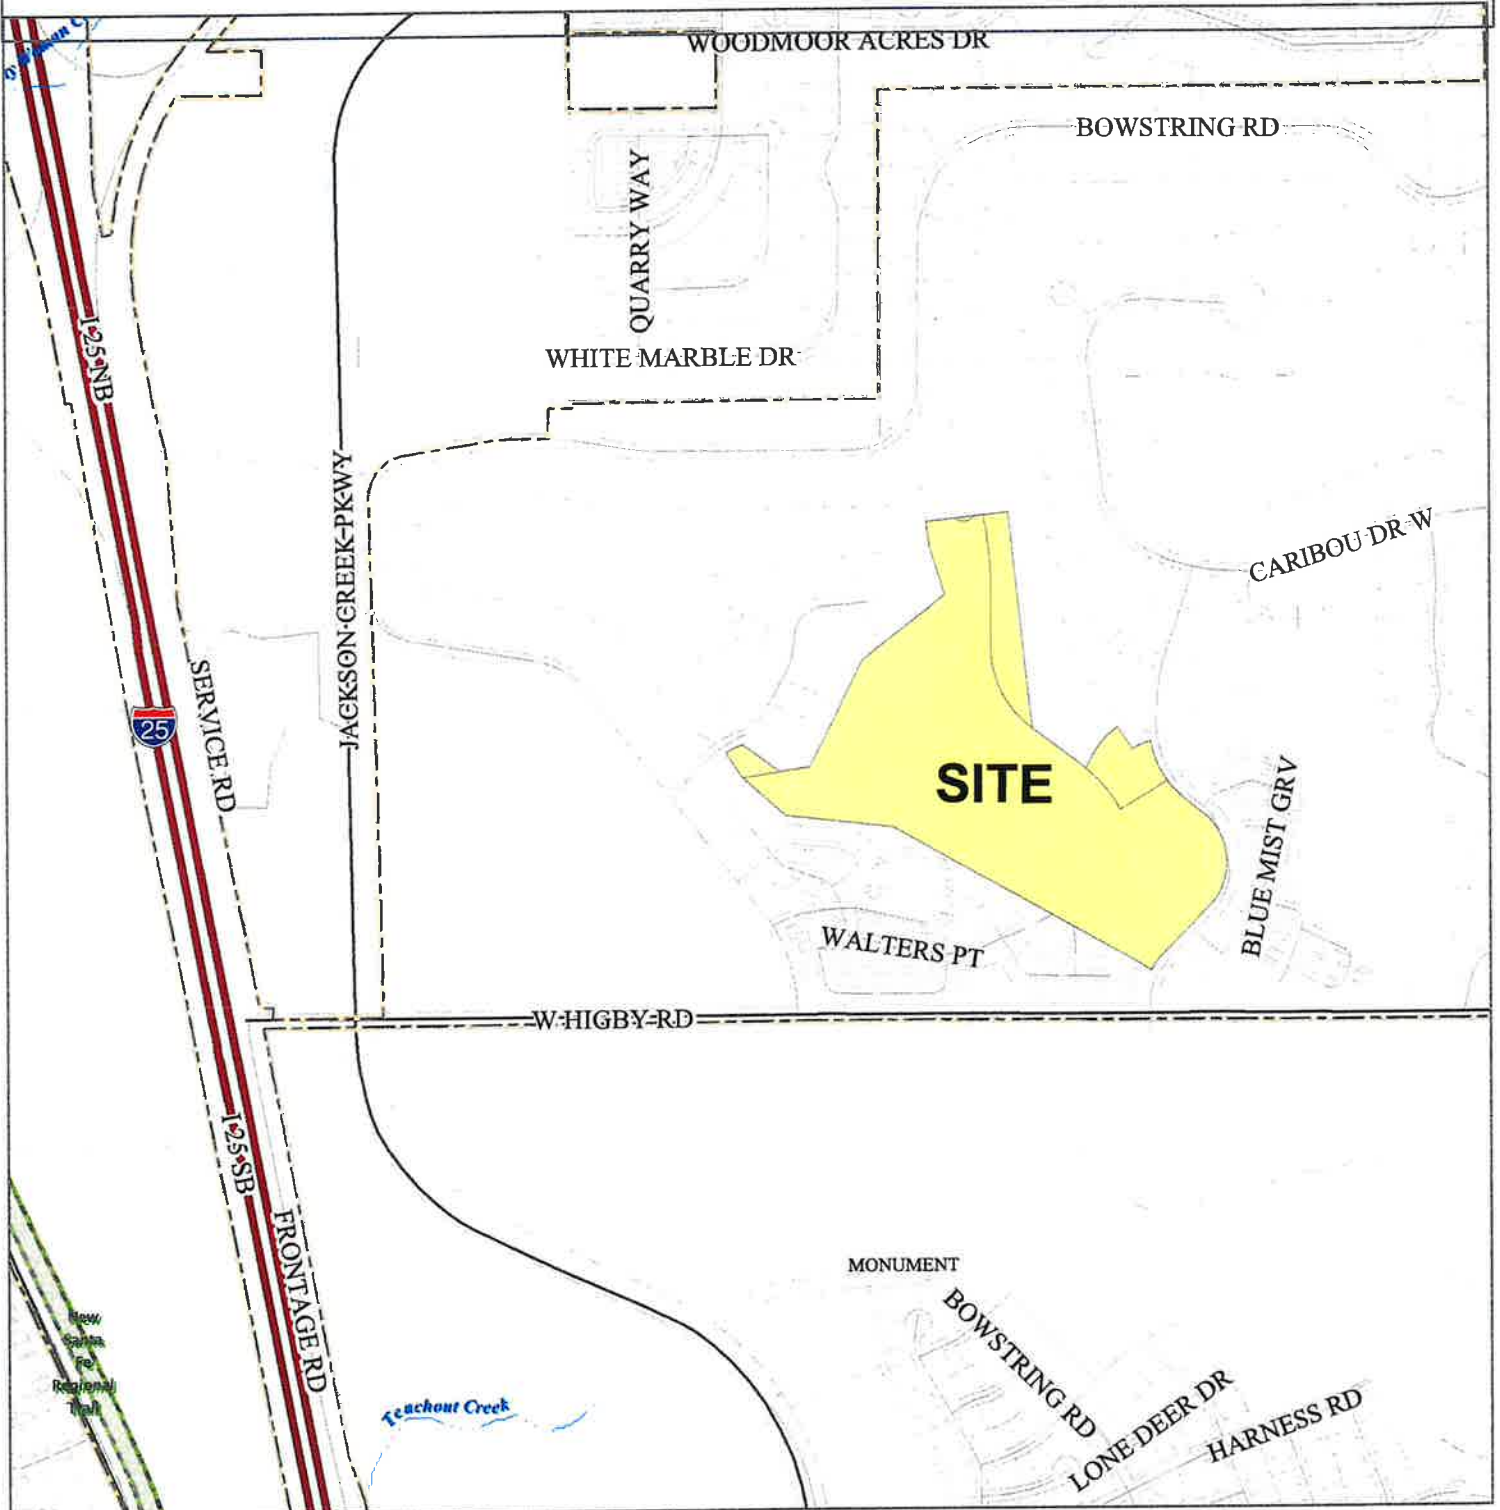 WOODMOOR ACRES DR
BOWSTRING RD
QUARRY WAY
WHITE MARBLE DR
I-25 NB
JACKSON CREEK PKWY
CARIBOU DR W
SERVICE RD
25
SITE
BLUE MIST GRV
WALTERS PT
W HIGBY RD
I-25 SB
FRONTAGE RD
MONUMENT
BOWSTRING RD
LONE DEER DR
HARNESS RD
New
Santa
Fe
Regional
Trail
Teachout Creek